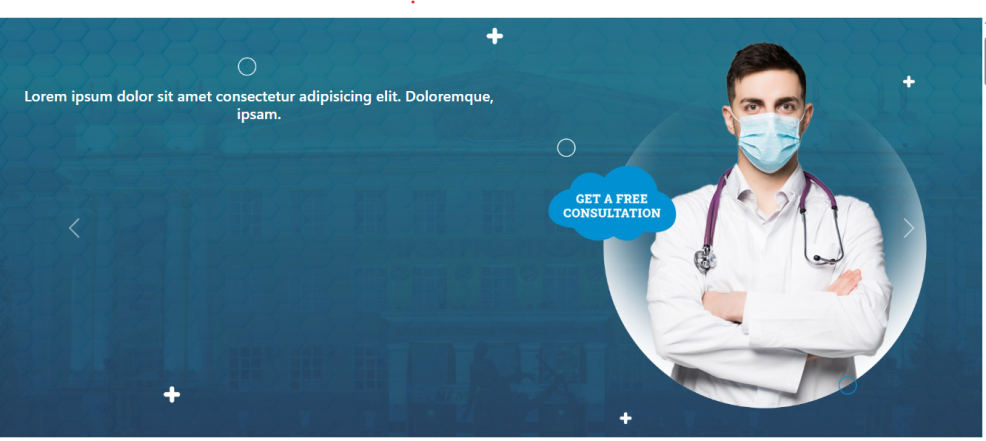 Lorem ipsum dolor sit amet consectetur adipisicing elit. Doloremque,
ipsam.
GET A FREE
CONSULTATION